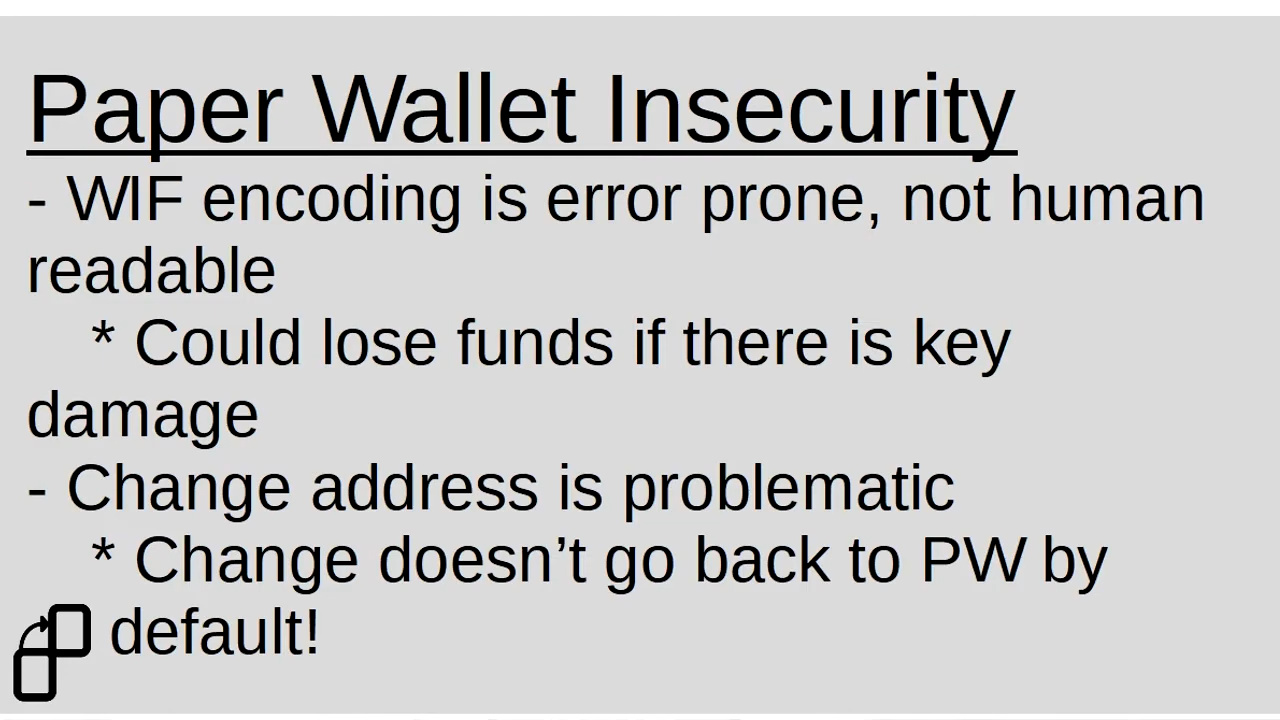 Paper Wallet Insecurity
- WIF encoding is error prone, not human
readable
* Could lose funds if there is key
damage
- Change address is problematic
* Change doesn’t go back to PW by
default!